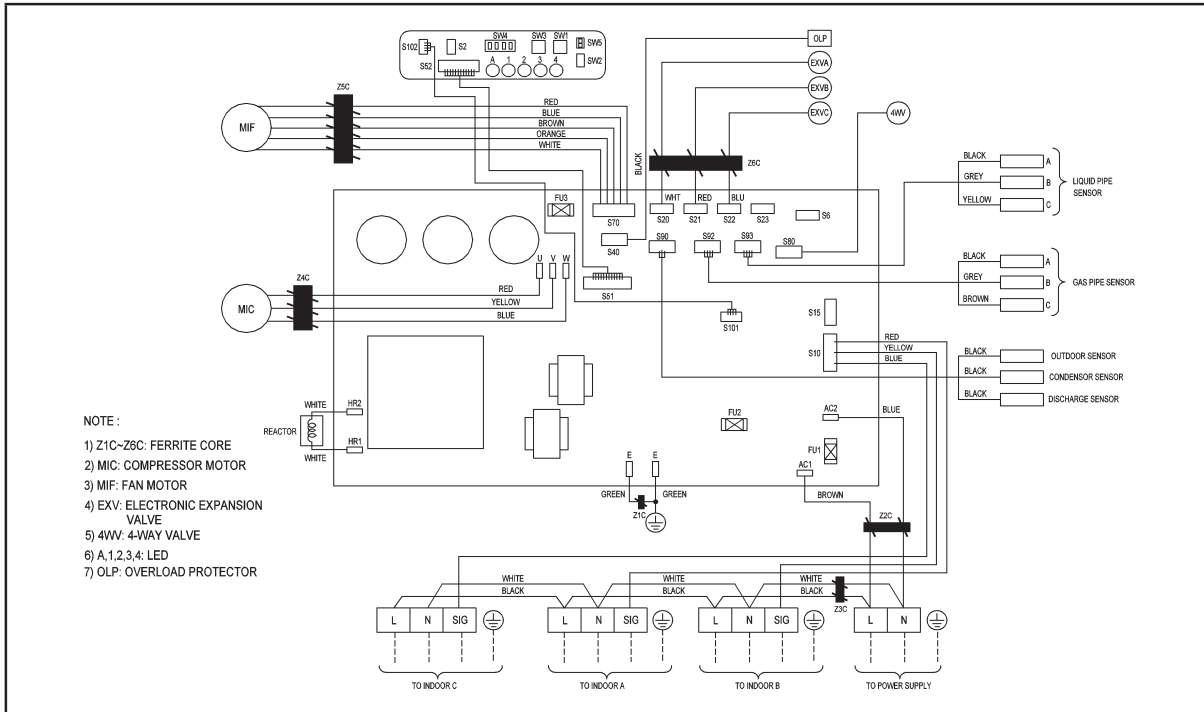 S102
S2
SW4
SW3
SW1
SW5
S52
A 1 2 3 4
SW2
OLP
EXVA
EXVB
EXVC
4WV
Z5C
MIF
RED
BLUE
BROWN
ORANGE
WHITE
BLACK
Z6C
BLACK A
GREY B
YELLOW C
LIQUID PIPE
SENSOR
FU3
S70
WHT RED BLU
S20 S21 S22 S23
S6
S40
S90 S92 S93
S80
BLACK A
GREY B
BROWN C
GAS PIPE SENSOR
U V W
Z4C
MIC
RED
YELLOW
BLUE
S51
S101
S15
S10
RED
YELLOW
BLUE
BLACK OUTDOOR SENSOR
BLACK CONDENSOR SENSOR
BLACK DISCHARGE SENSOR
WHITE HR2
REACTOR
HR1
WHITE
FU2
AC2
BLUE
FU1
AC1
BROWN
E E
GREEN GREEN
Z1C
Z2C
NOTE :
1) Z1C~Z6C: FERRITE CORE
2) MIC: COMPRESSOR MOTOR
3) MIF: FAN MOTOR
4) EXV: ELECTRONIC EXPANSION
VALVE
5) 4WV: 4-WAY VALVE
6) A,1,2,3,4: LED
7) OLP: OVERLOAD PROTECTOR
WHITE WHITE WHITE
BLACK BLACK BLACK
Z3C
L N SIG
L N SIG
L N SIG
L N
TO INDOOR C
TO INDOOR A
TO INDOOR B
TO POWER SUPPLY